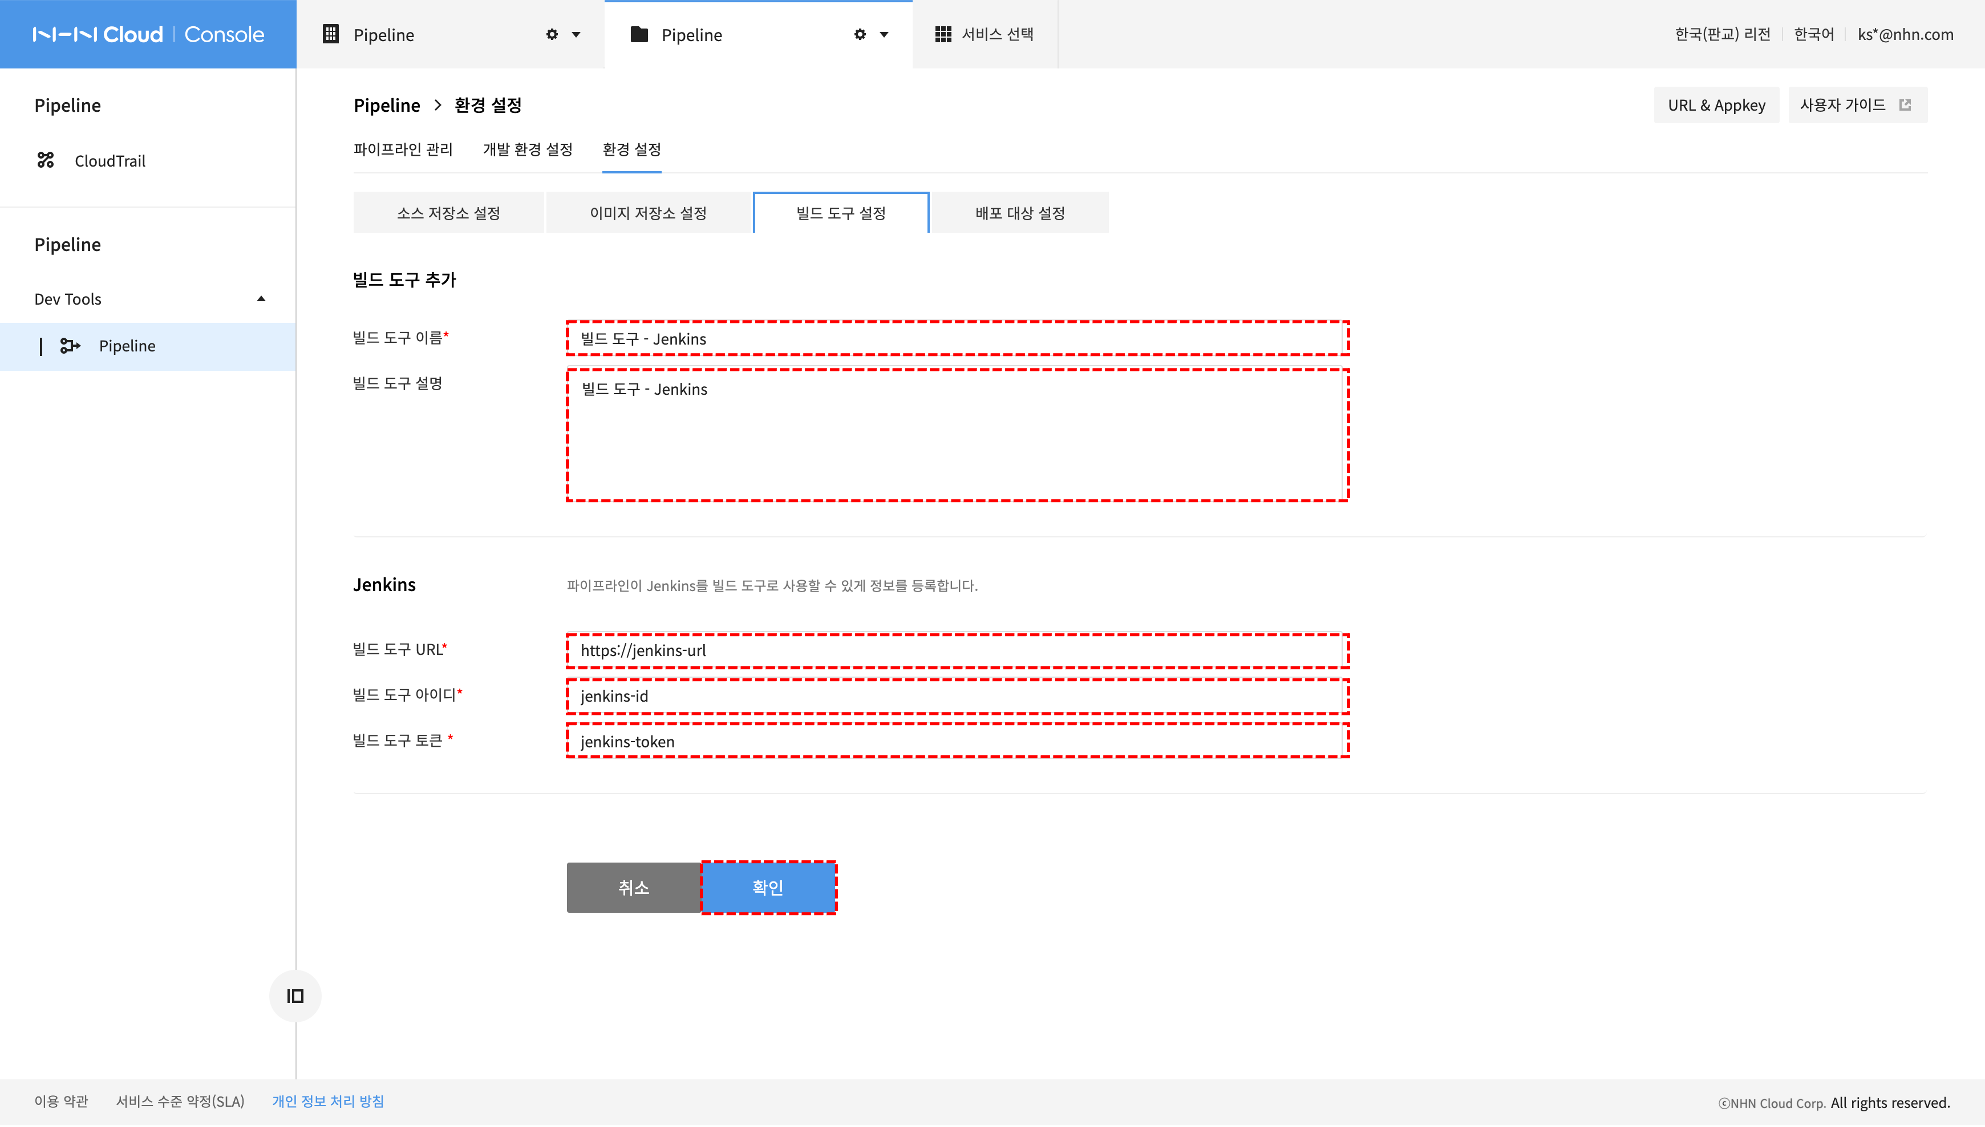 NHN Cloud | Console
Pipeline
Pipeline
서비스 선택
한국(판교) 리전
한국어
ks*@nhn.com
Pipeline
CloudTrail
Pipeline
Dev Tools
Pipeline
Pipeline > 환경 설정
URL & Appkey
사용자 가이드
파이프라인 관리
개발 환경 설정
환경 설정
소스 저장소 설정
이미지 저장소 설정
빌드 도구 설정
배포 대상 설정
빌드 도구 추가
빌드 도구 이름*
빌드 도구 - Jenkins
빌드 도구 설명
빌드 도구 - Jenkins
Jenkins
파이프라인이 Jenkins를 빌드 도구로 사용할 수 있게 정보를 등록합니다.
빌드 도구 URL*
https://jenkins-url
빌드 도구 아이디*
jenkins-id
빌드 도구 토큰 *
jenkins-token
취소
확인
이용 약관
서비스 수준 약정(SLA)
개인 정보 처리 방침
ⓒNHN Cloud Corp. All rights reserved.